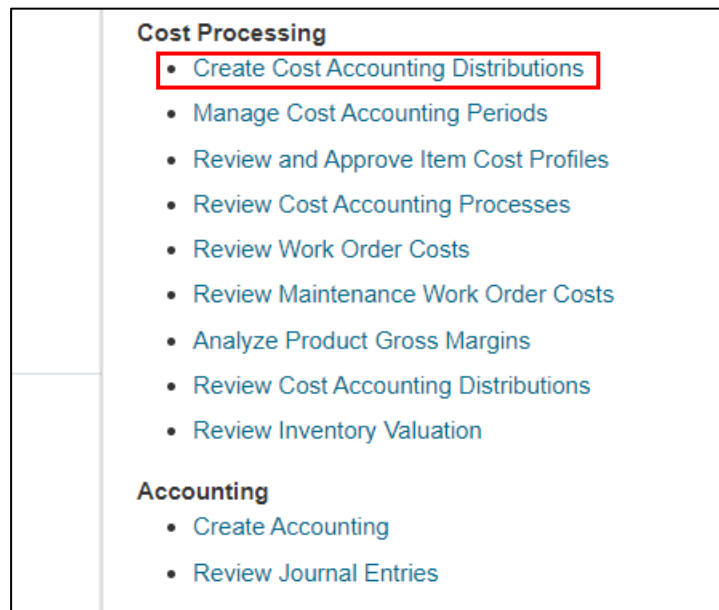 Cost Processing
Create Cost Accounting Distributions
Manage Cost Accounting Periods
Review and Approve Item Cost Profiles
Review Cost Accounting Processes
Review Work Order Costs
Review Maintenance Work Order Costs
Analyze Product Gross Margins
Review Cost Accounting Distributions
Review Inventory Valuation
Accounting
Create Accounting
Review Journal Entries